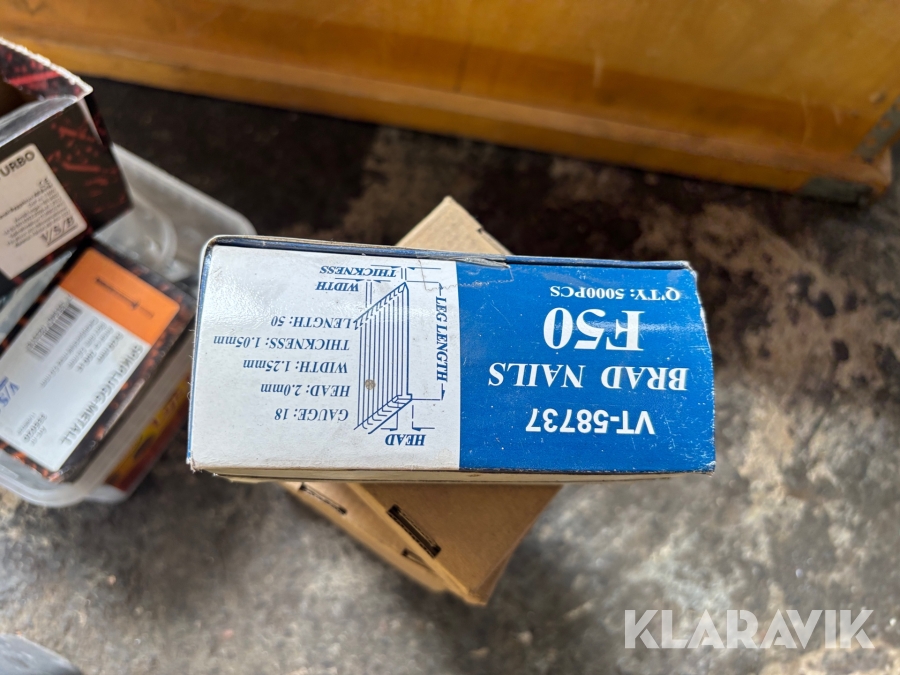 VT-58737
BRAD NAILS
F50
Q'TY: 5000PCS
GAUGE: 18
HEAD: 2.0mm
WIDTH: 1.25mm
THICKNESS: 1.05mm
LENGTH: 50
HEAD
LEG LENGTH
WIDTH
THICKNESS
URBO
KLARAVIK